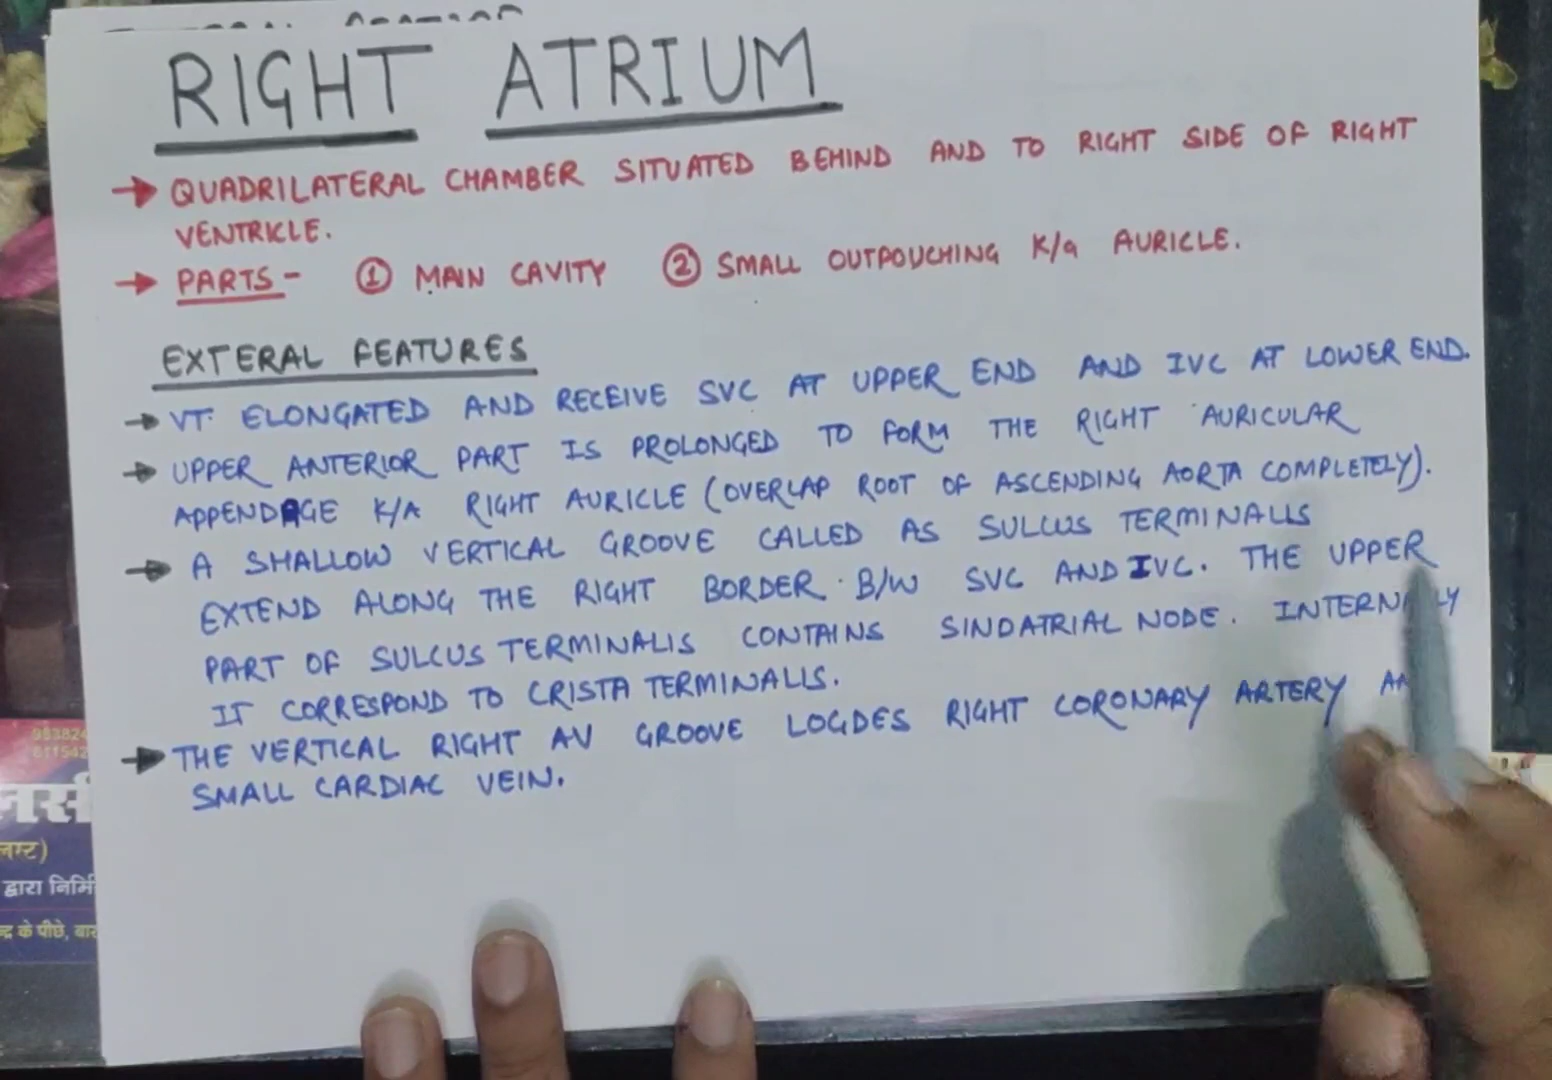 RIGHT ATRIUM
→ QUADRILATERAL CHAMBER SITUATED BEHIND AND TO RIGHT SIDE OF RIGHT
VENTRICLE.
→ PARTS - ① MAIN CAVITY ② SMALL OUTPOUCHING K/a AURICLE.
EXTERAL FEATURES
→ VT. ELONGATED AND RECEIVE SVC AT UPPER END AND IVC AT LOWER END.
→ UPPER ANTERIOR PART IS PROLONGED TO FORM THE RIGHT AURICULAR
APPENDAGE K/A RIGHT AURICLE (OVERLAP ROOT OF ASCENDING AORTA COMPLETELY).
→ A SHALLOW VERTICAL GROOVE CALLED AS SULCUS TERMINALIS
EXTEND ALONG THE RIGHT BORDER B/W SVC AND IVC. THE UPPER
PART OF SULCUS TERMINALIS CONTAINS SINOATRIAL NODE. INTERNALLY
IT CORRESPOND TO CRISTA TERMINALIS.
→ THE VERTICAL RIGHT AV GROOVE LOGDES RIGHT CORONARY ARTERY
SMALL CARDIAC VEIN.
द्वारा
के पीछे,